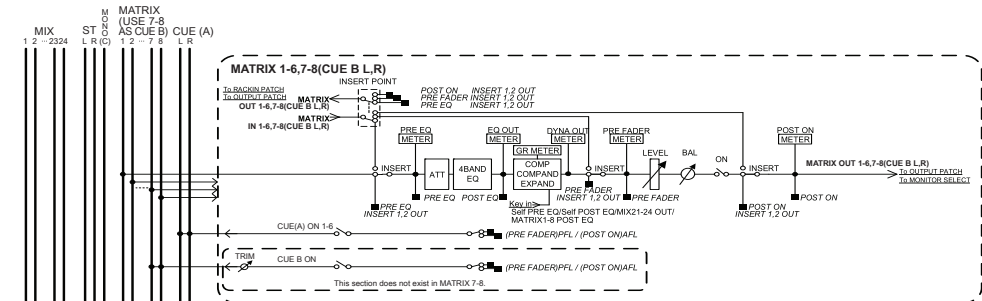 MIX
1 2 ··· 2324
ST
L R
MONO
(C)
MATRIX
(USE 7-8
AS CUE B)
1 2 ··· 7 8
CUE (A)
L R
MATRIX 1-6,7-8(CUE B L,R)
INSERT POINT
To RACKIN PATCH
To OUTPUT PATCH
MATRIX
OUT 1-6,7-8(CUE B L,R)
MATRIX
IN 1-6,7-8(CUE B L,R)
POST ON INSERT 1,2 OUT
PRE FADER INSERT 1,2 OUT
PRE EQ INSERT 1,2 OUT
PRE EQ
METER
EQ OUT
METER
DYNA OUT
METER
GR METER
PRE FADER
METER
POST ON
METER
INSERT
ATT
4BAND
EQ
COMP
COMPAND
EXPAND
INSERT
LEVEL
BAL
ON
INSERT
MATRIX OUT 1-6,7-8(CUE B L,R)
To OUTPUT PATCH
To MONITOR SELECT
PRE EQ
INSERT 1,2 OUT
PRE EQ
POST EQ
Key in
Self PRE EQ/Self POST EQ/MIX21-24 OUT/
MATRIX1-8 POST EQ
PRE FADER
INSERT 1,2 OUT
PRE FADER
POST ON
INSERT 1,2 OUT
POST ON
CUE(A) ON 1-6
(PRE FADER)PFL / (POST ON)AFL
TRIM
CUE B ON
(PRE FADER)PFL / (POST ON)AFL
This section does not exist in MATRIX 7-8.